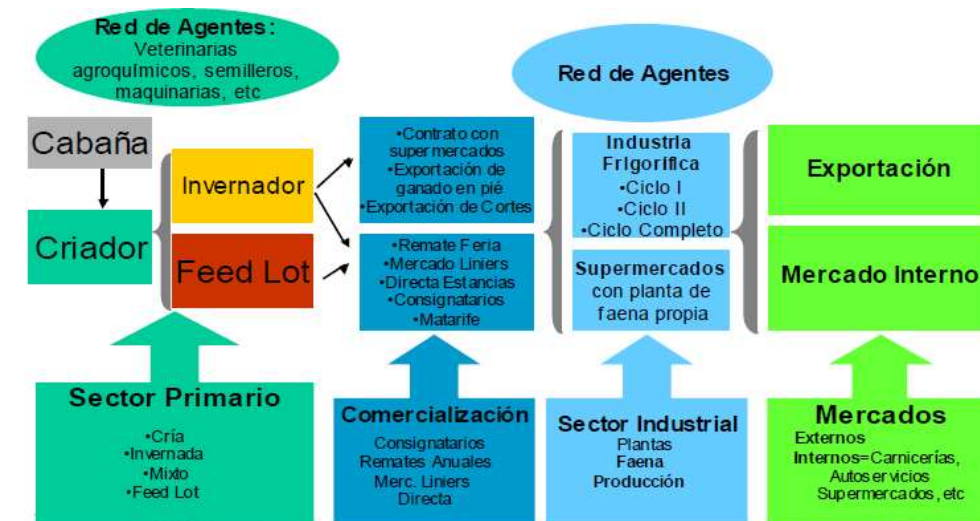 Red de Agentes:
Veterinarias
agroquímicos, semilleros,
maquinarias, etc
Red de Agentes
Cabaña
Criador
Invernador
Feed Lot
•Contrato con
supermercados
•Exportación de
ganado en pié
•Exportación de Cortes
•Remate Feria
•Mercado Liniers
•Directa Estancias
•Consignatarios
•Matarife
Industria
Frigorífica
•Ciclo I
•Ciclo II
•Ciclo Completo
Supermercados
con planta de
faena propia
Exportación
Mercado Interno
Sector Primario
•Cría
•Invernada
•Mixto
•Feed Lot
Comercialización
Consignatarios
Remates Anuales
Merc. Liniers
Directa
Sector Industrial
Plantas
Faena
Producción
Mercados
Externos
Internos=Carnicerías,
Autoservicios
Supermercados, etc